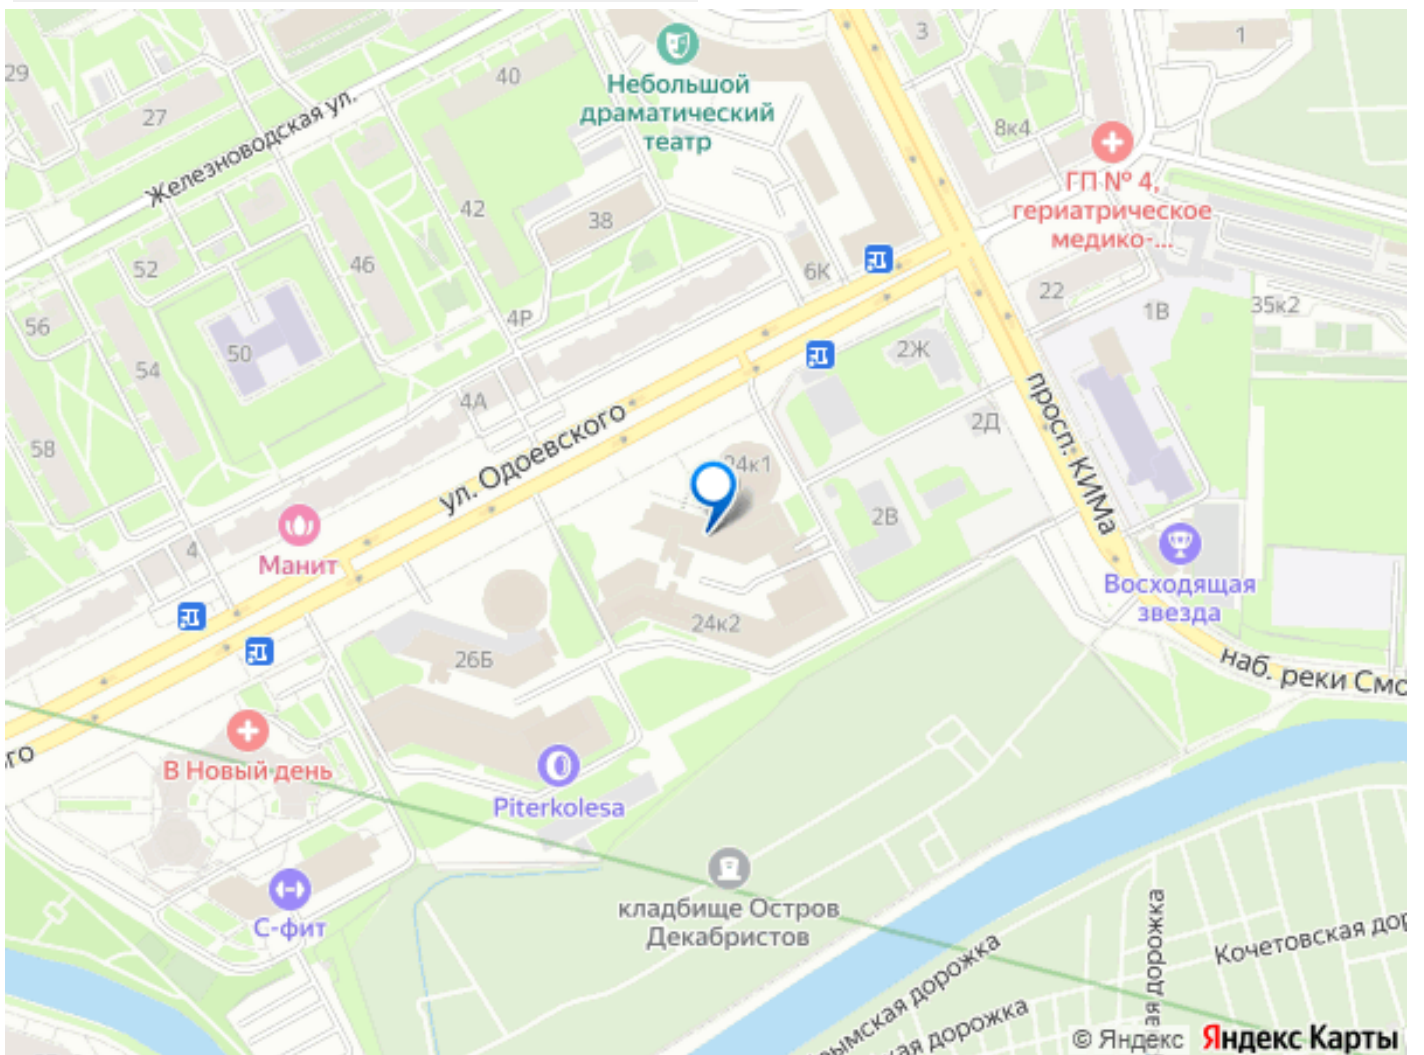 29
27
40
Железноводская ул.
Небольшой
драматический
театр
3
1
8к4
ГП № 4,
гериатрическое
медико-...
42
38
52
46
6К
22
1В
35к2
4Р
56
50
54
2Ж
4А
58
ул. Одоевского
просп. КИМа
2Д
24к1
2В
Манит
4
Восходящая
звезда
24к2
26Б
наб. реки Смо
го
В Новый день
Piterkolesa
С-фит
кладбище Остров
Декабристов
Кочетовская дор
ымская дорожка
ая дорожка
ая дорожка
© Яндекс Яндекс Карты